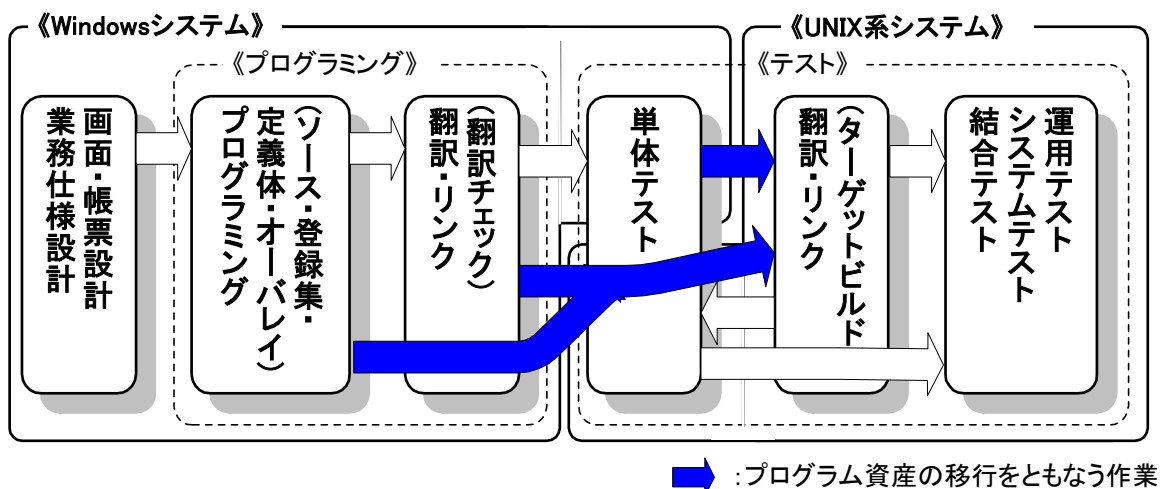 《Windowsシステム》
《UNIX系システム》
《プログラミング》
《テスト》
画面・帳票設計
業務仕様設計
(ソース・登録集・
定義体・オーバレイ)
プログラミング
(翻訳チェック)
翻訳・リンク
単体テスト
(ターゲットビルド
翻訳・リンク
運用テスト
システムテスト
結合テスト
:プログラム資産の移行をともなう作業